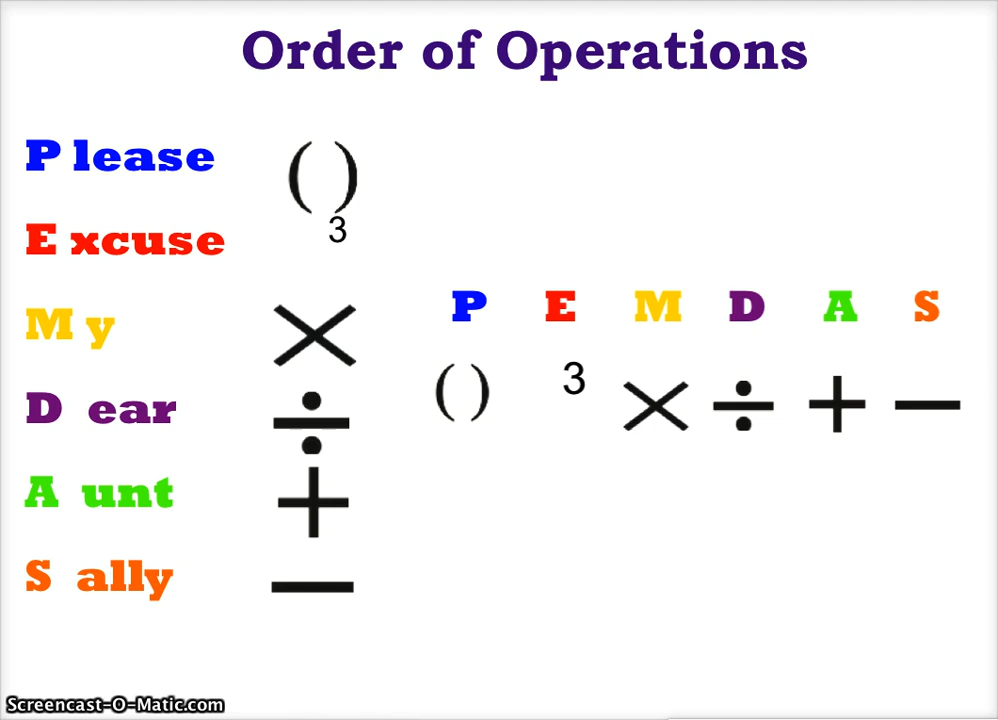 Order of Operations
P lease ( )
E xcuse 3
M y ×
D ear ÷
A unt +
S ally —
P E M D A S
( ) 3 × ÷ + —
Screencast-O-Matic.com